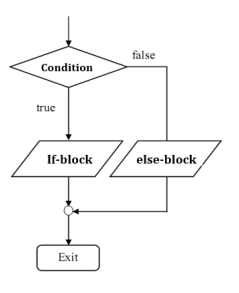 false
Condition
true
If-block
else-block
Exit